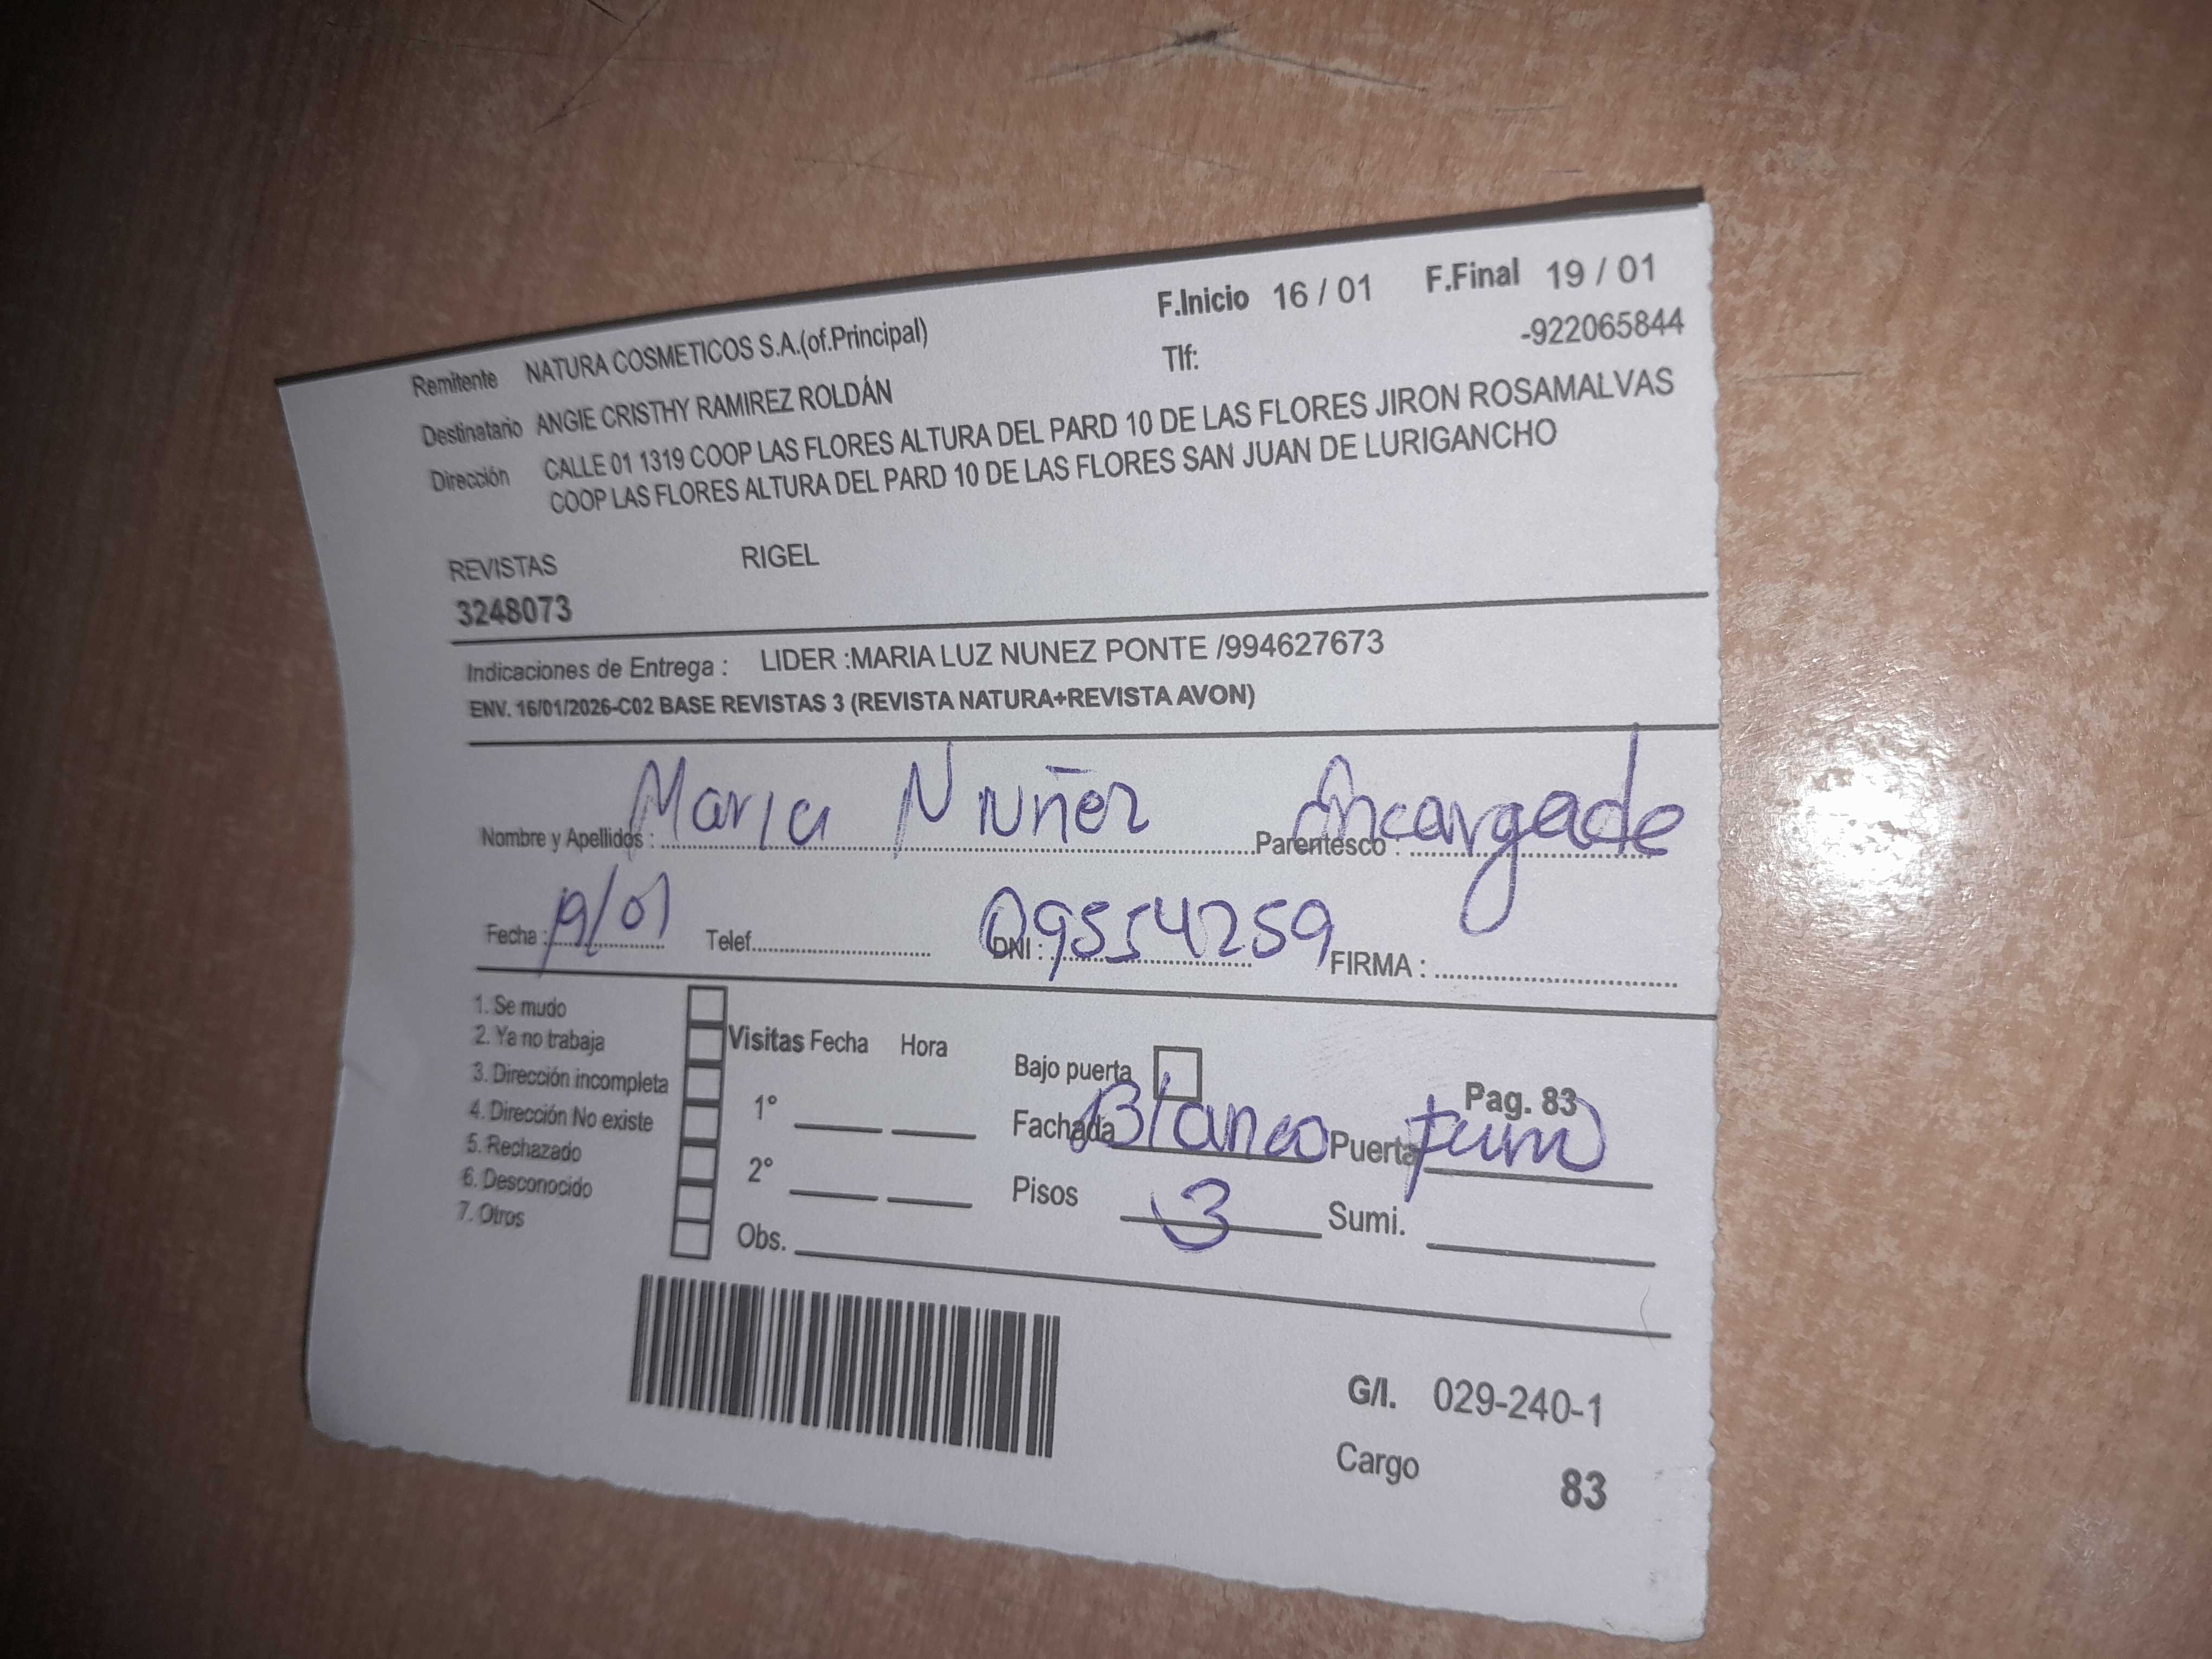 Remitente NATURA COSMETICOS S.A.(of.Principal) F.Inicio 16 / 01 F.Final 19 / 01
Tlf: -922065844
Destinatario ANGIE CRISTHY RAMIREZ ROLDÁN
Dirección CALLE 01 1319 COOP LAS FLORES ALTURA DEL PARD 10 DE LAS FLORES JIRON ROSAMALVAS
COOP LAS FLORES ALTURA DEL PARD 10 DE LAS FLORES SAN JUAN DE LURIGANCHO
REVISTAS RIGEL
3248073
Indicaciones de Entrega : LIDER :MARIA LUZ NUNEZ PONTE /994627673
ENV. 16/01/2026-C02 BASE REVISTAS 3 (REVISTA NATURA+REVISTA AVON)
Nombre y Apellidos : Maria Nuñez Parentesco : Encargade
Fecha : 19/01 Telef. DNI : 09554259 FIRMA :
1. Se mudo
2. Ya no trabaja
3. Dirección incompleta
4. Dirección No existe
5. Rechazado
6. Desconocido
7. Otros
Visitas Fecha Hora
1°
2°
Obs.
Bajo puerta Pag. 83
Fachada Blanco Puerta
Pisos 3 Sumi.
G/I. 029-240-1
Cargo 83